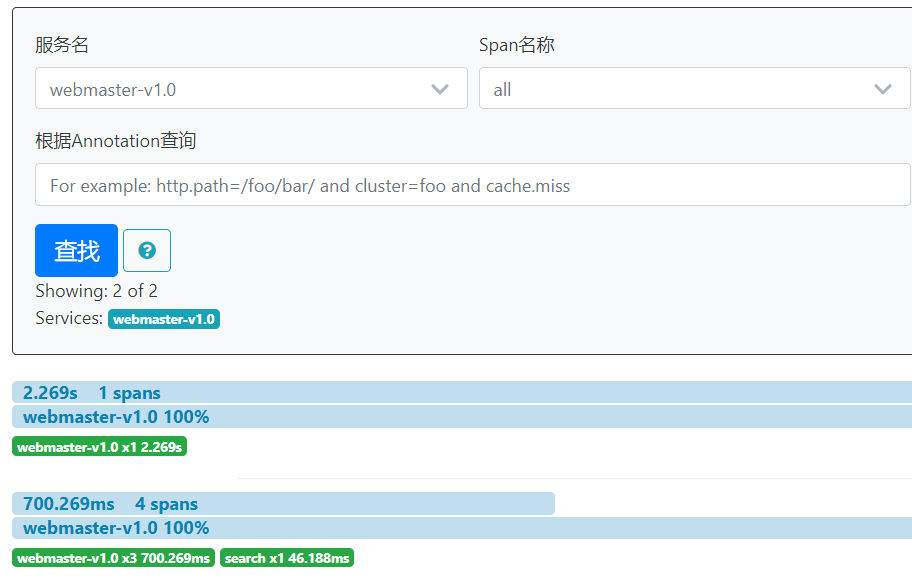 服务名 Span名称
webmaster-v1.0 all
根据Annotation查询
For example: http.path=/foo/bar/ and cluster=foo and cache.miss
查找 ?
Showing: 2 of 2
Services: webmaster-v1.0
2.269s 1 spans
webmaster-v1.0 100%
webmaster-v1.0 x1 2.269s
700.269ms 4 spans
webmaster-v1.0 100%
webmaster-v1.0 x3 700.269ms search x1 46.188ms